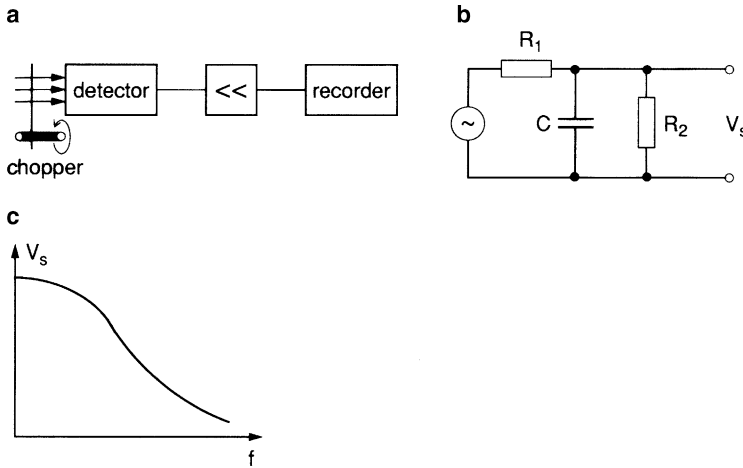 a
detector
<<
recorder
chopper
b
R1
~
C
R2
Vs
c
Vs
f